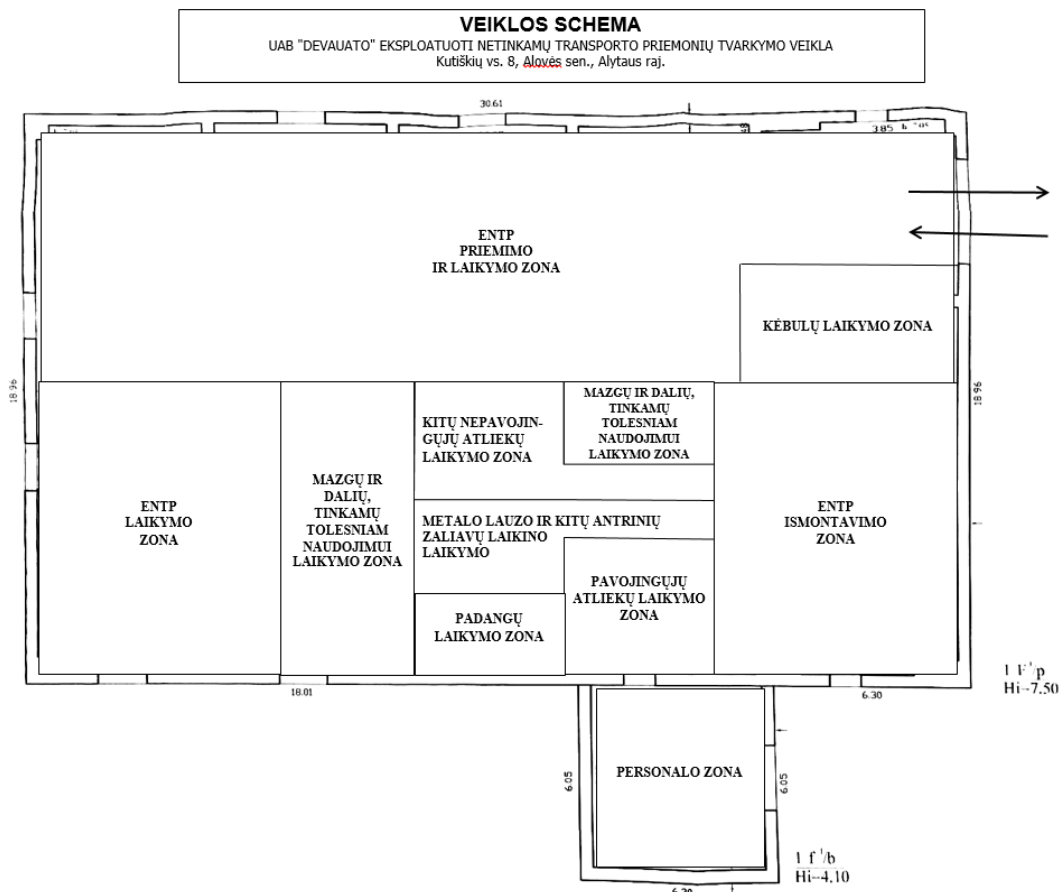 VEIKLOS SCHEMA
UAB "DEVAUATO" EKSPLOATUOTI NETINKAMŲ TRANSPORTO PRIEMONIŲ TVARKYMO VEIKLA
Kutiškių vs. 8, Alovės sen., Alytaus raj.
30.61
3.85
ENTP
PRIEMIMO
IR LAIKYMO ZONA
KĖBULŲ LAIKYMO ZONA
18.96
18.96
ENTP
LAIKYMO
ZONA
MAZGŲ IR
DALIŲ,
TINKAMŲ
TOLESNIAM
NAUDOJIMUI
LAIKYMO ZONA
KITŲ NEPAVOJIN-
GŲJŲ ATLIEKŲ
LAIKYMO ZONA
MAZGŲ IR DALIŲ,
TINKAMŲ
TOLESNIAM
NAUDOJIMUI
LAIKYMO ZONA
METALO LAUZO IR KITŲ ANTRINIŲ
ZALIAVŲ LAIKINO
LAIKYMO
PADANGŲ
LAIKYMO ZONA
PAVOJINGŲJŲ
ATLIEKŲ LAIKYMO
ZONA
ENTP
ISMONTAVIMO
ZONA
18.01
6.30
Hi-7.50
6.05
PERSONALO ZONA
6.05
Hi-4.10